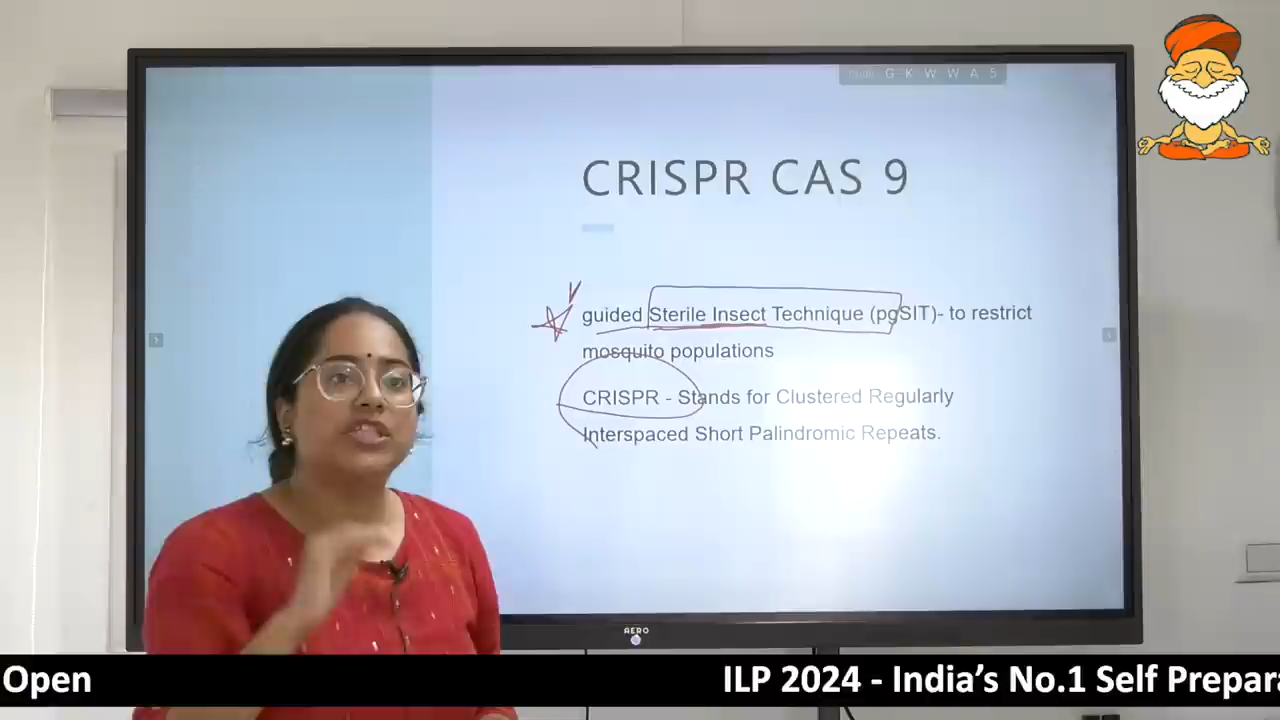 G K W W A 5
CRISPR CAS 9
guided Sterile Insect Technique (pgSIT)- to restrict
mosquito populations
CRISPR - Stands for Clustered Regularly
Interspaced Short Palindromic Repeats.
AERO
Open ILP 2024 - India’s No.1 Self Prepar